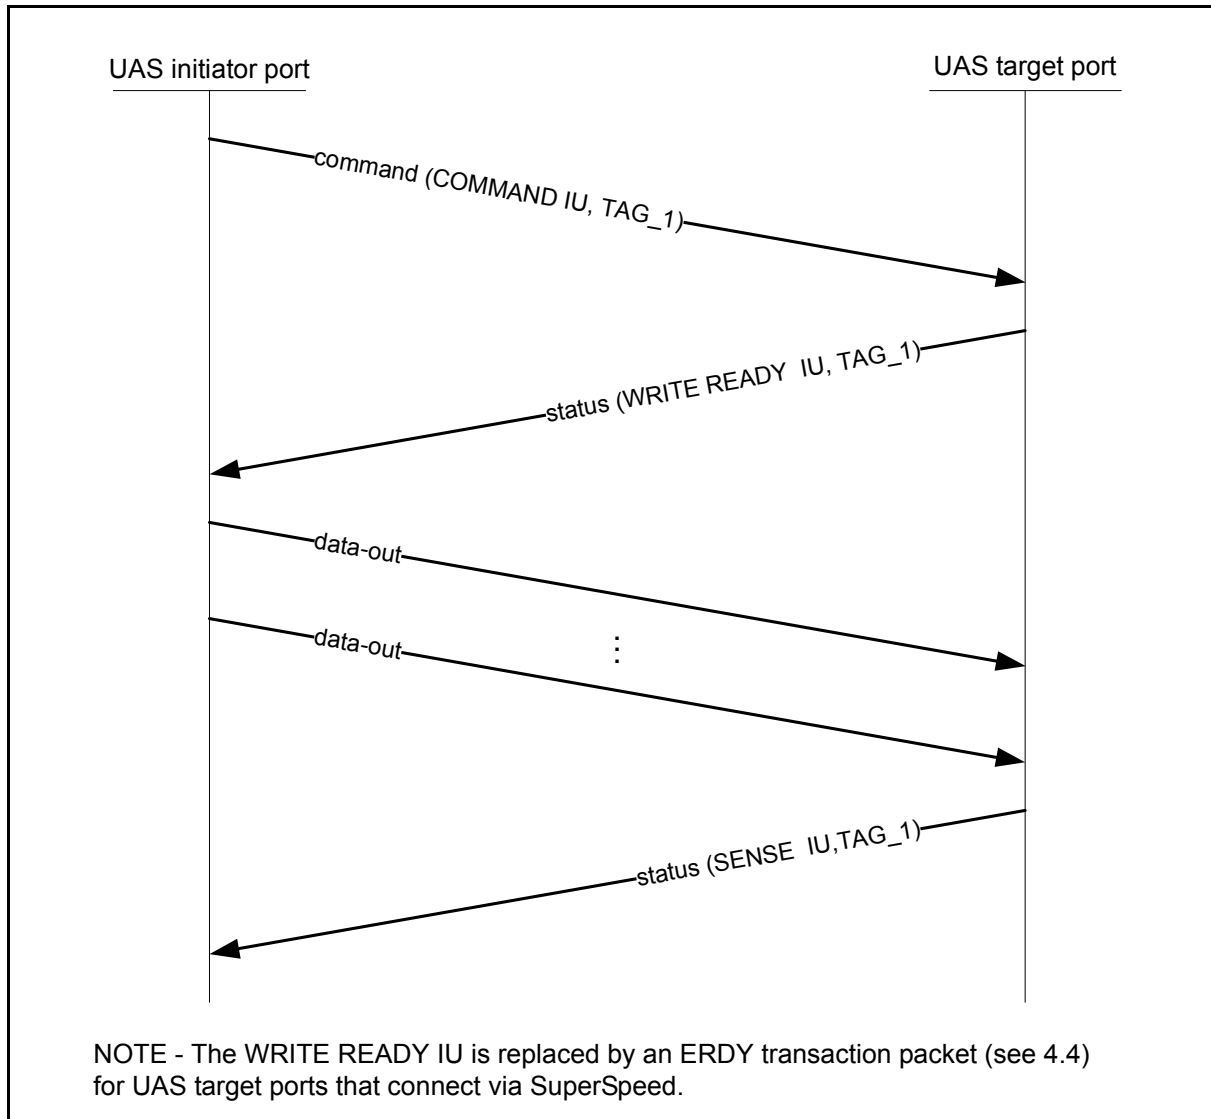 UAS initiator port
UAS target port
command (COMMAND IU, TAG_1)
status (WRITE READY  IU, TAG_1)
data-out
data-out
⋮
status (SENSE  IU,TAG_1)
NOTE - The WRITE READY IU is replaced by an ERDY transaction packet (see 4.4)
for UAS target ports that connect via SuperSpeed.